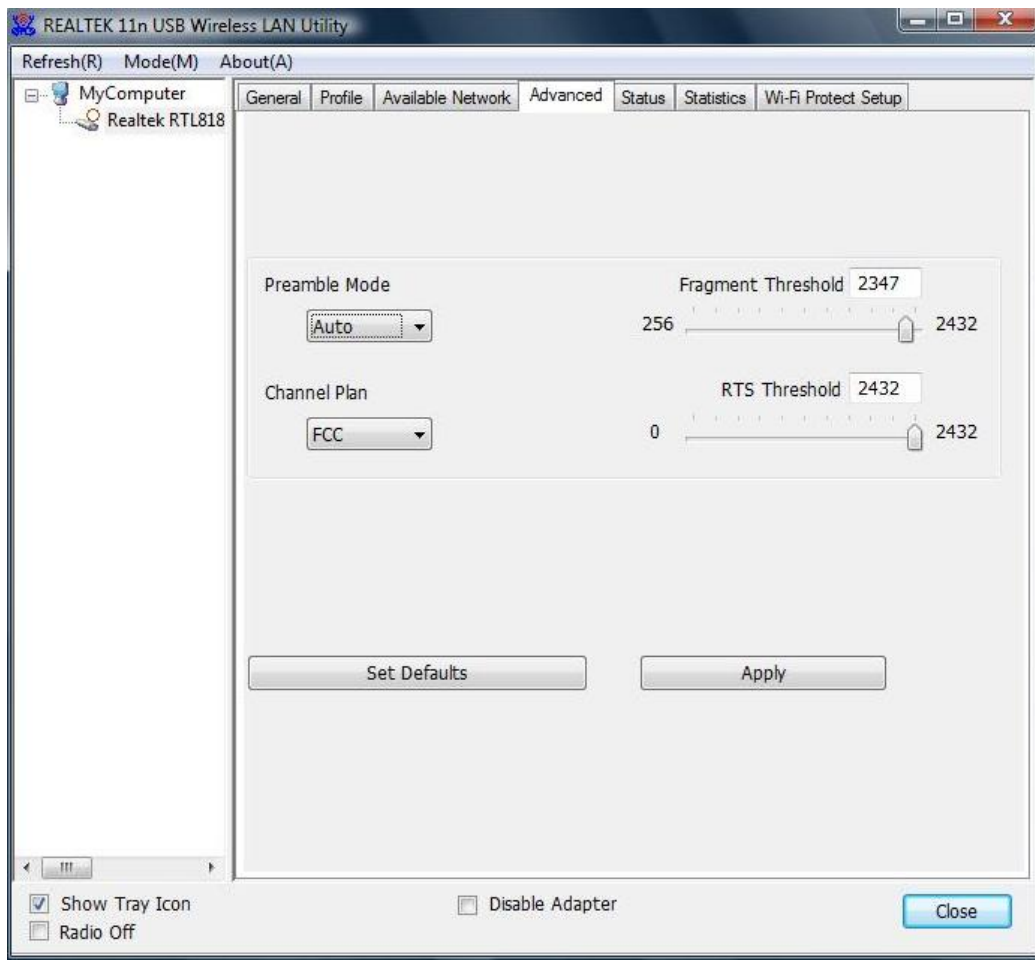 REALTEK 11n USB Wireless LAN Utility
Refresh(R) Mode(M) About(A)
MyComputer
Realtek RTL818
General Profile Available Network Advanced Status Statistics Wi-Fi Protect Setup
Preamble Mode
Auto
Fragment Threshold 2347
256 2432
Channel Plan
FCC
RTS Threshold 2432
0 2432
Set Defaults Apply
Show Tray Icon Disable Adapter Close
Radio Off